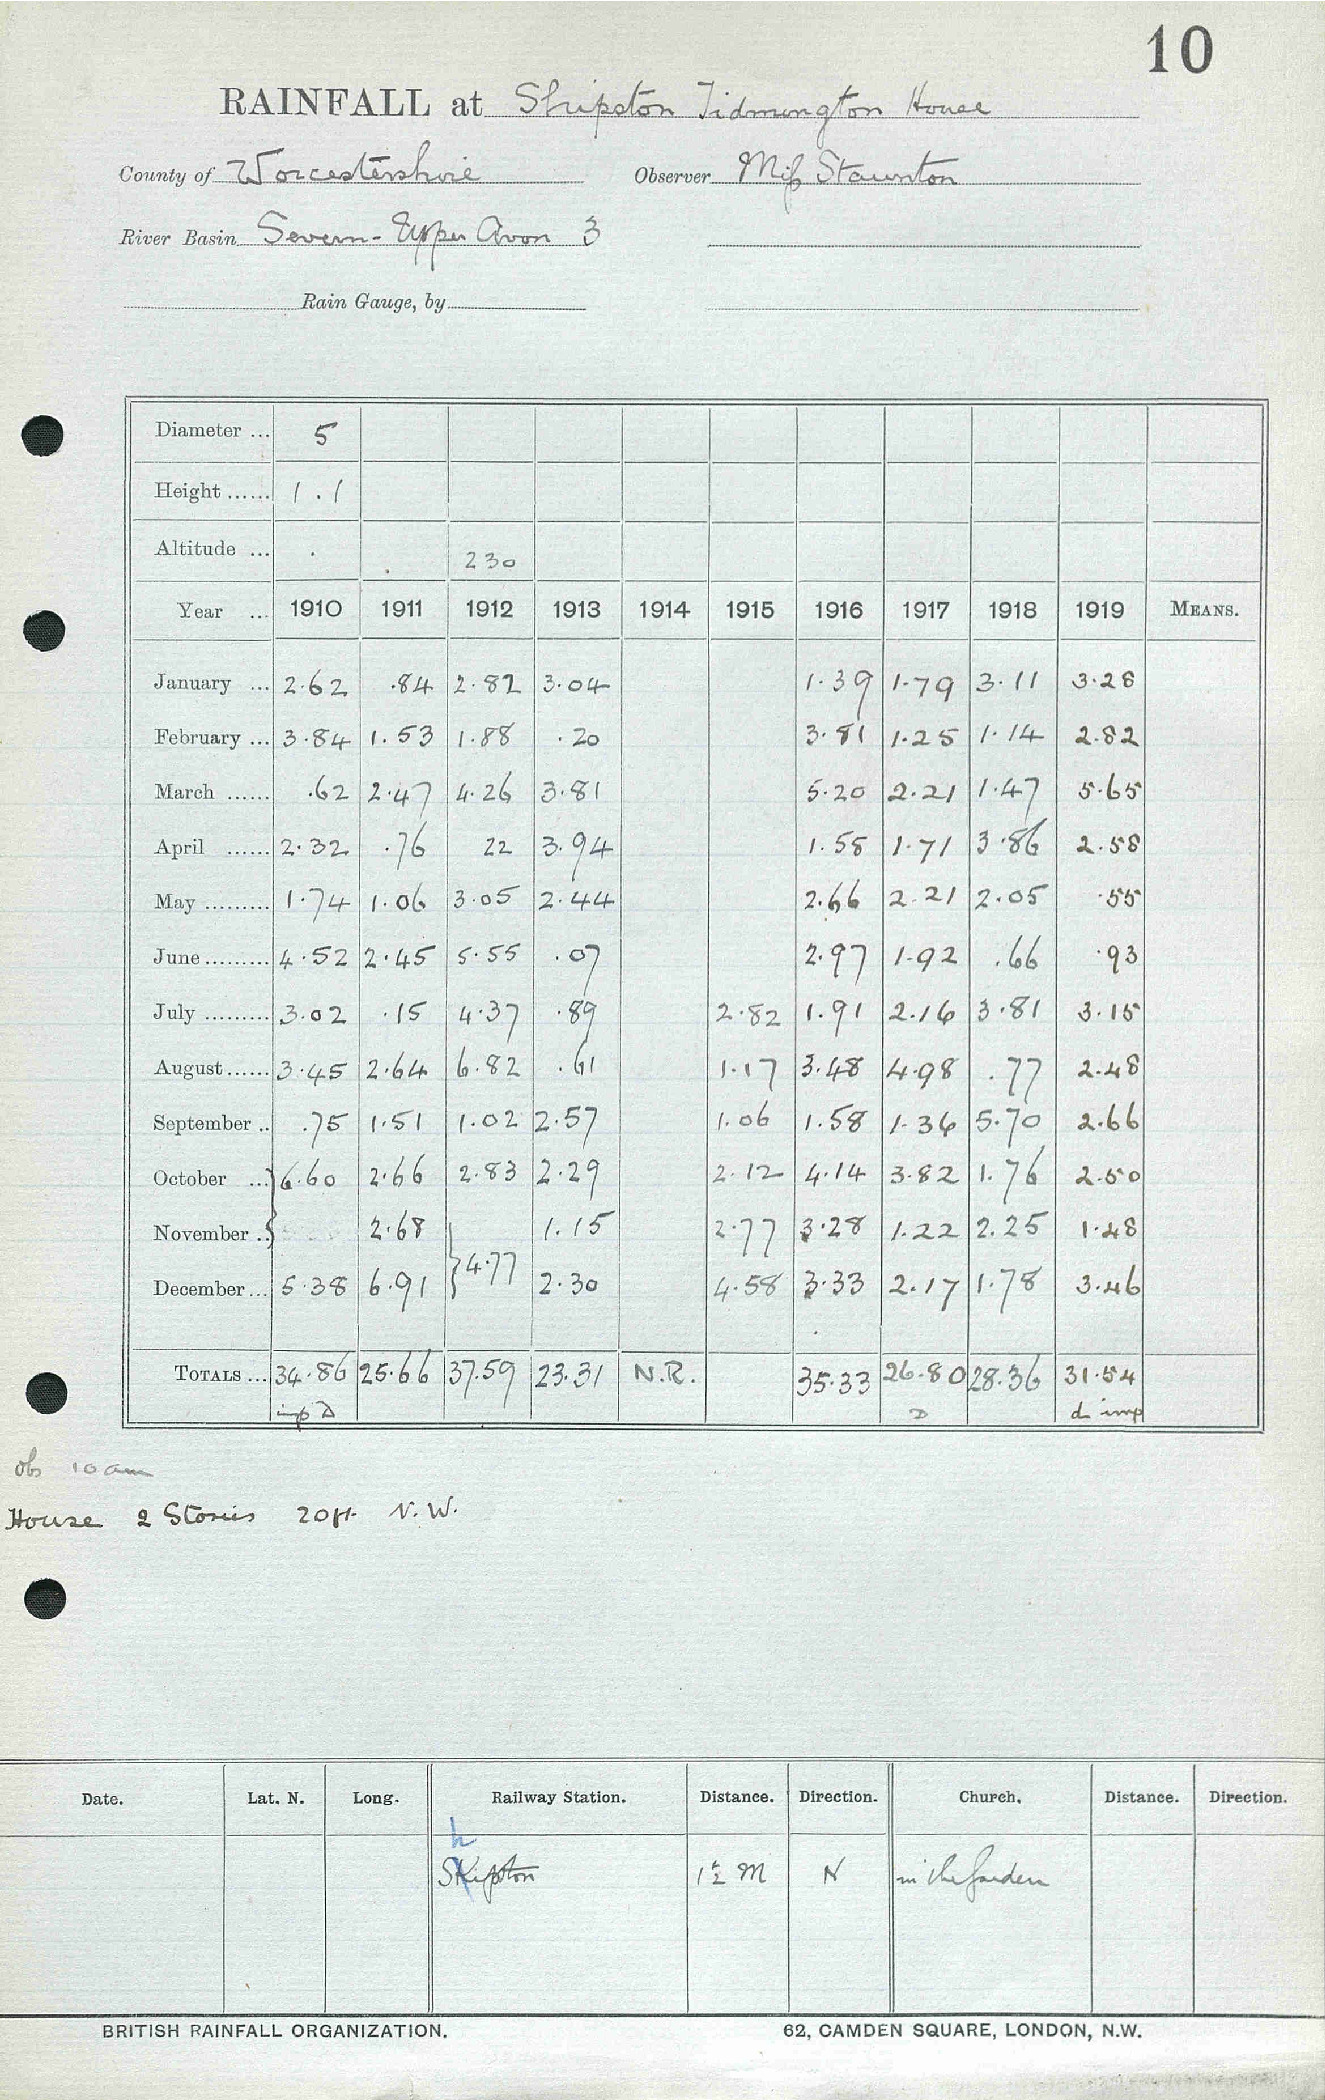 10
RAINFALL at Shipston Tidmington House
County of Worcestershire Observer Miss Staunton
River Basin Severn - Upper Avon 3
Rain Gauge, by
Diameter ... 5
Height ...... 1.1
Altitude ... . . 230
Year ... 1910 1911 1912 1913 1914 1915 1916 1917 1918 1919 MEANS.
January ... 2.62 .84 2.82 3.04 1.39 1.79 3.11 3.28
February ... 3.84 1.53 1.88 .20 3.81 1.25 1.14 2.82
March ...... .62 2.47 4.26 3.81 5.20 2.21 1.47 5.65
April ...... 2.32 .76 22 3.94 1.58 1.71 3.86 2.58
May ......... 1.74 1.06 3.05 2.44 2.66 2.21 2.05 .55
June ......... 4.52 2.45 5.55 .07 2.97 1.92 .66 .93
July ......... 3.02 .15 4.37 .89 2.82 1.91 2.16 3.81 3.15
August ...... 3.45 2.64 6.82 .61 1.17 3.48 4.98 .77 2.48
September .. .75 1.51 1.02 2.57 1.06 1.58 1.36 5.70 2.66
October ... } 6.60 2.66 2.83 2.29 2.12 4.14 3.82 1.76 2.50
November .. } 2.68 1.15 2.77 3.28 1.22 2.25 1.48
} 4.77
December ... 5.38 6.91 2.30 4.58 3.33 2.17 1.78 3.46
TOTALS ... 34.86 25.66 37.59 23.31 N.R. 35.33 26.80 28.36 31.54
imp D D d imp
obs 10 am
House 2 Stories 20ft. N.W.
Date. Lat. N. Long. Railway Station. Distance. Direction. Church. Distance. Direction.
h
Skipston 1½ M N in the garden
BRITISH RAINFALL ORGANIZATION. 62, CAMDEN SQUARE, LONDON, N.W.